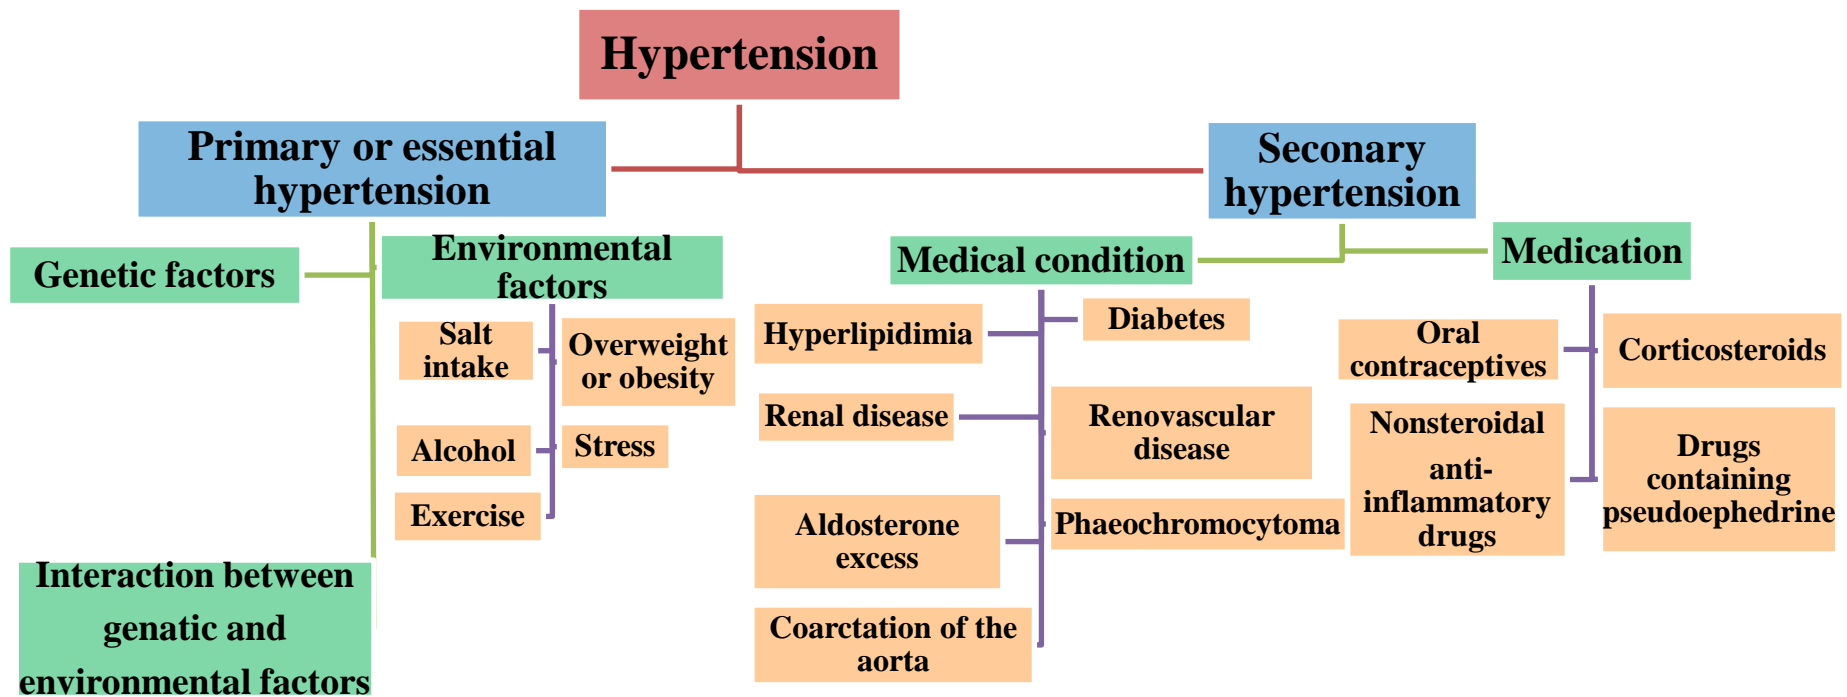 Hypertension
Primary or essential
hypertension
Seconary
hypertension
Genetic factors
Environmental
factors
Medical condition
Medication
Salt
intake
Overweight
or obesity
Alcohol
Stress
Exercise
Interaction between
genatic and
environmental factors
Hyperlipidimia
Diabetes
Renal disease
Renovascular
disease
Aldosterone
excess
Phaeochromocytoma
Coarctation of the
aorta
Oral
contraceptives
Corticosteroids
Nonsteroidal
anti-
inflammatory
drugs
Drugs
containing
pseudoephedrine